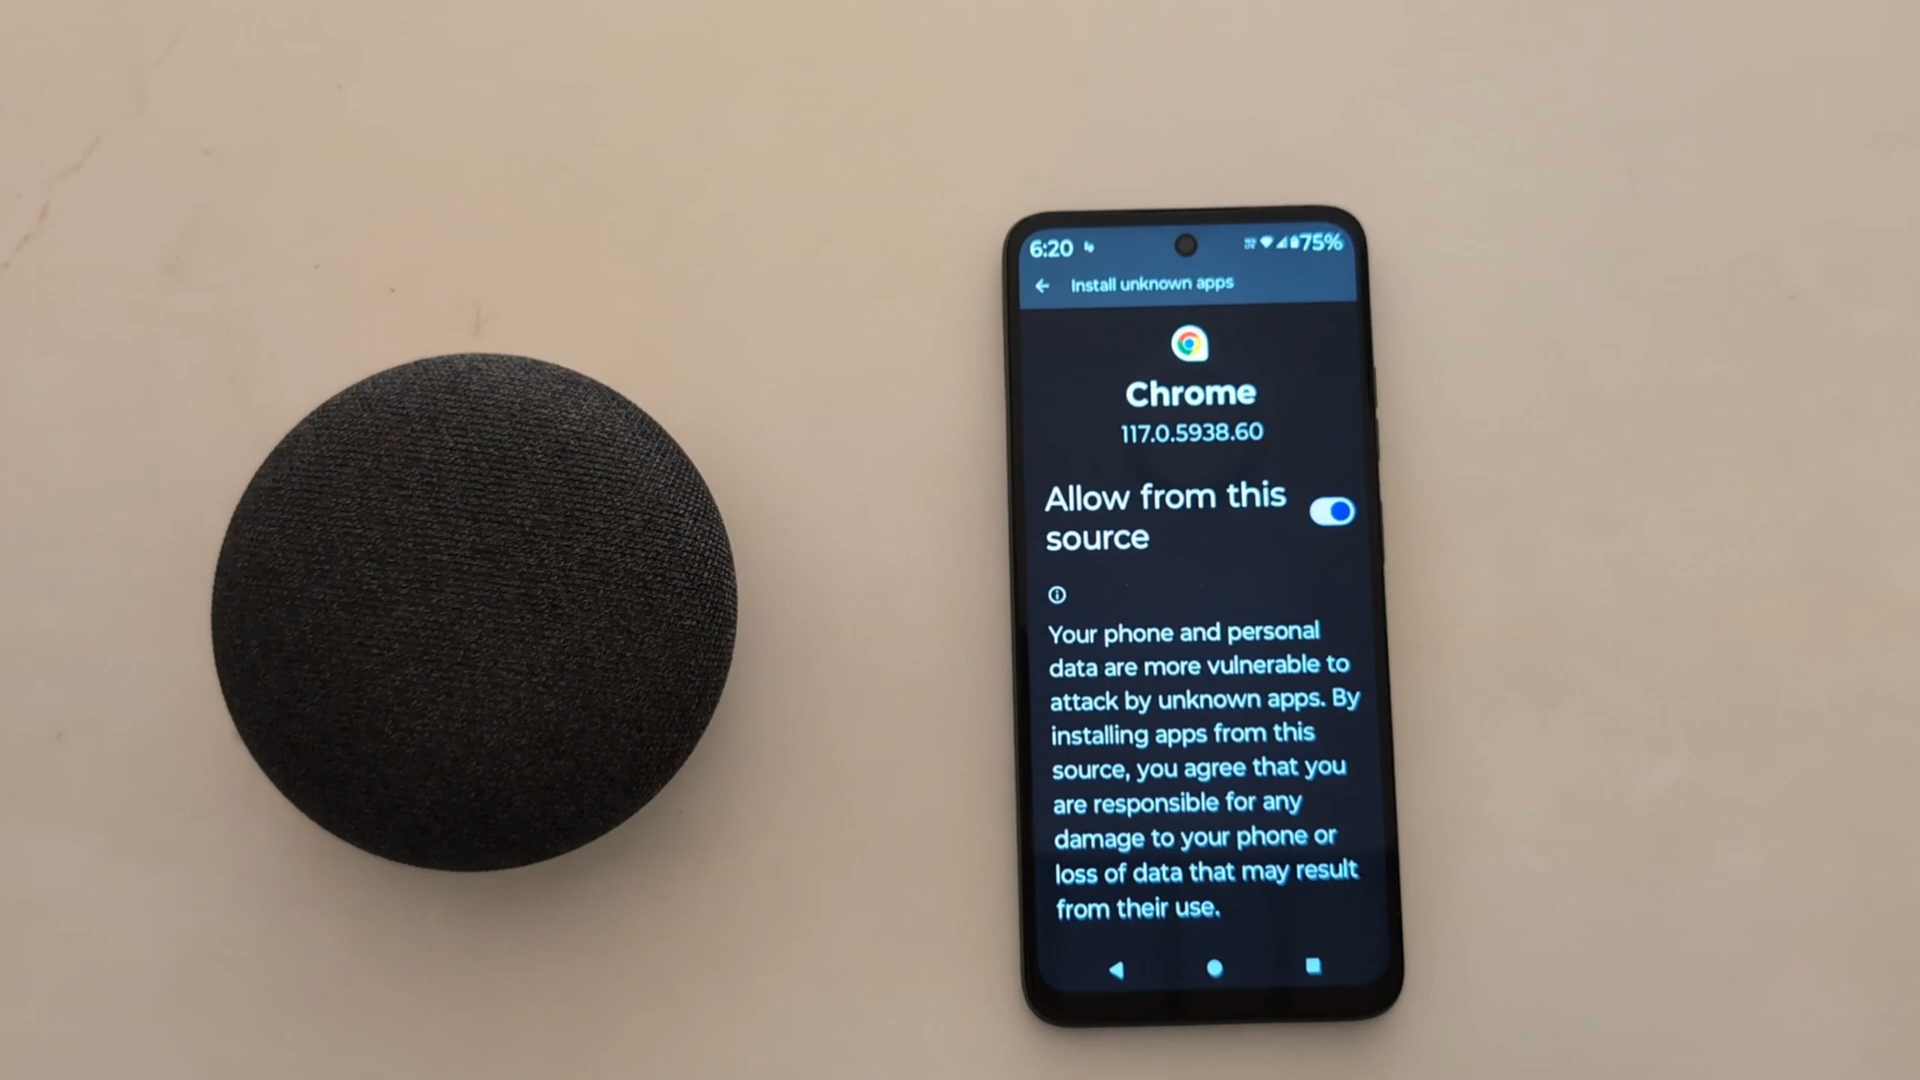 6:20 75%
Install unknown apps
Chrome
117.0.5938.60
Allow from this
source
Your phone and personal
data are more vulnerable to
attack by unknown apps. By
installing apps from this
source, you agree that you
are responsible for any
damage to your phone or
loss of data that may result
from their use.